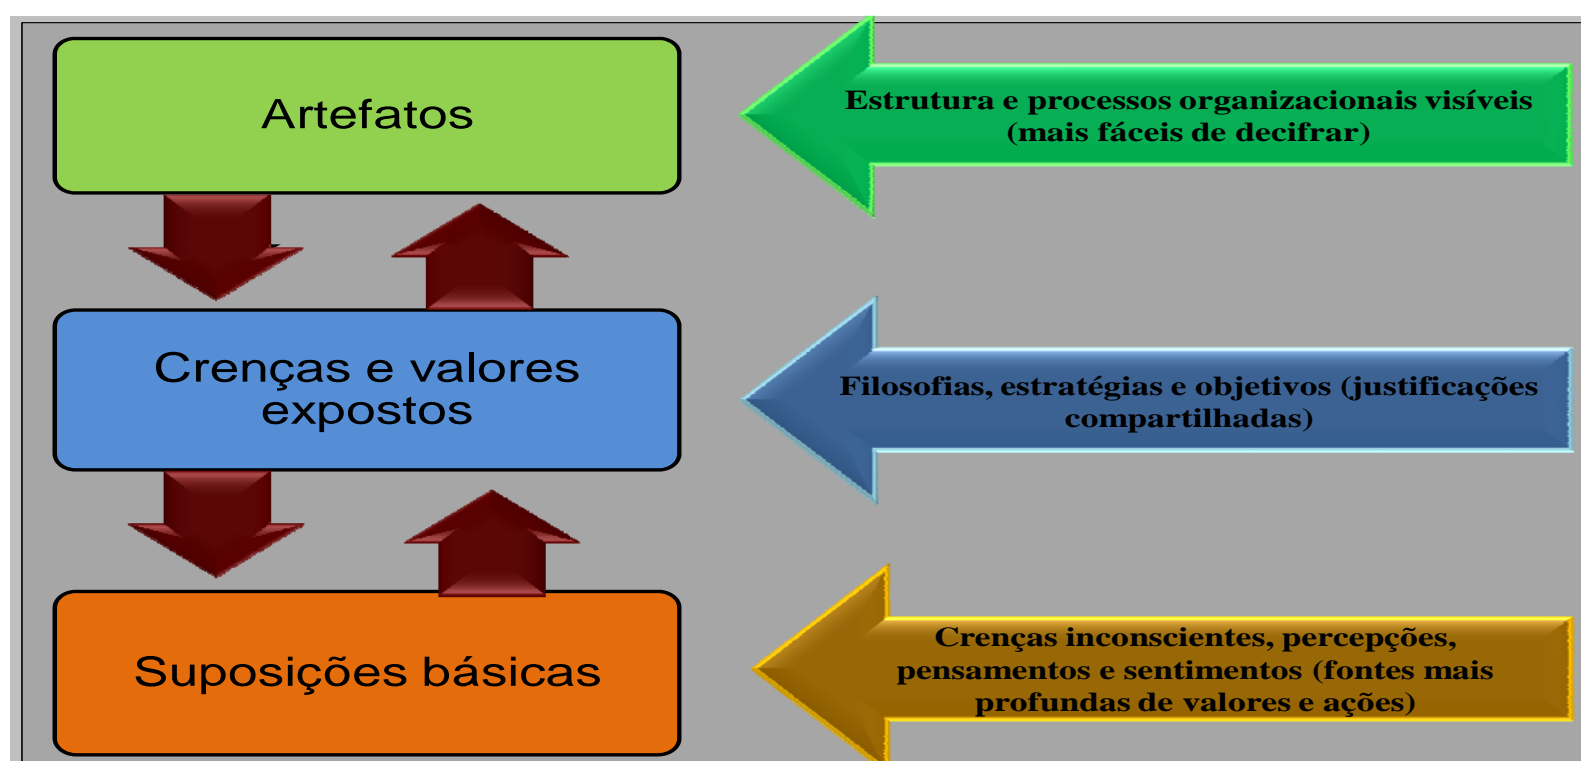 Artefatos
Estrutura e processos organizacionais visíveis
(mais fáceis de decifrar)
Crenças e valores
expostos
Filosofias, estratégias e objetivos (justificações
compartilhadas)
Suposições básicas
Crenças inconscientes, percepções,
pensamentos e sentimentos (fontes mais
profundas de valores e ações)